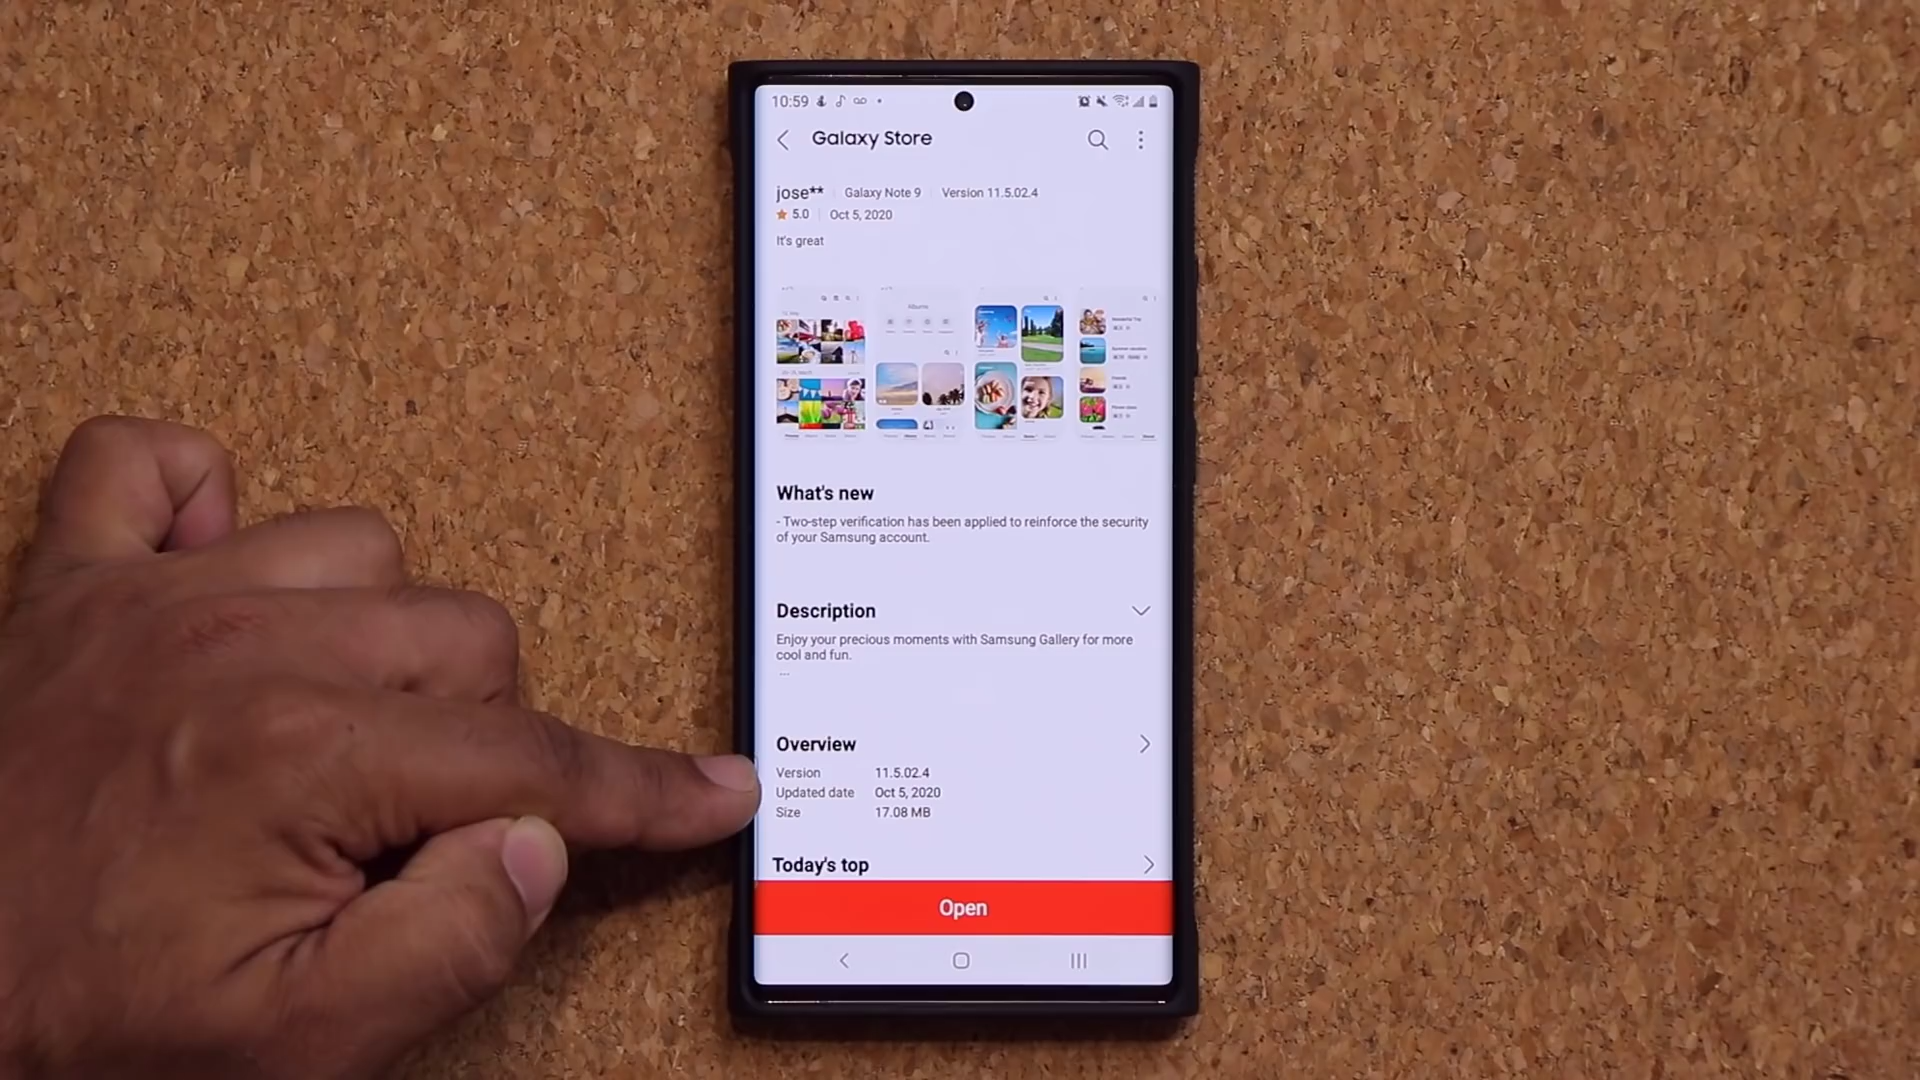 10:59
Galaxy Store
jose** Galaxy Note 9 Version 11.5.02.4
5.0 Oct 5, 2020
It's great
Albums
What's new
- Two-step verification has been applied to reinforce the security
of your Samsung account.
Description
Enjoy your precious moments with Samsung Gallery for more
cool and fun.
...
Overview
Version 11.5.02.4
Updated date Oct 5, 2020
Size 17.08 MB
Today's top
Open